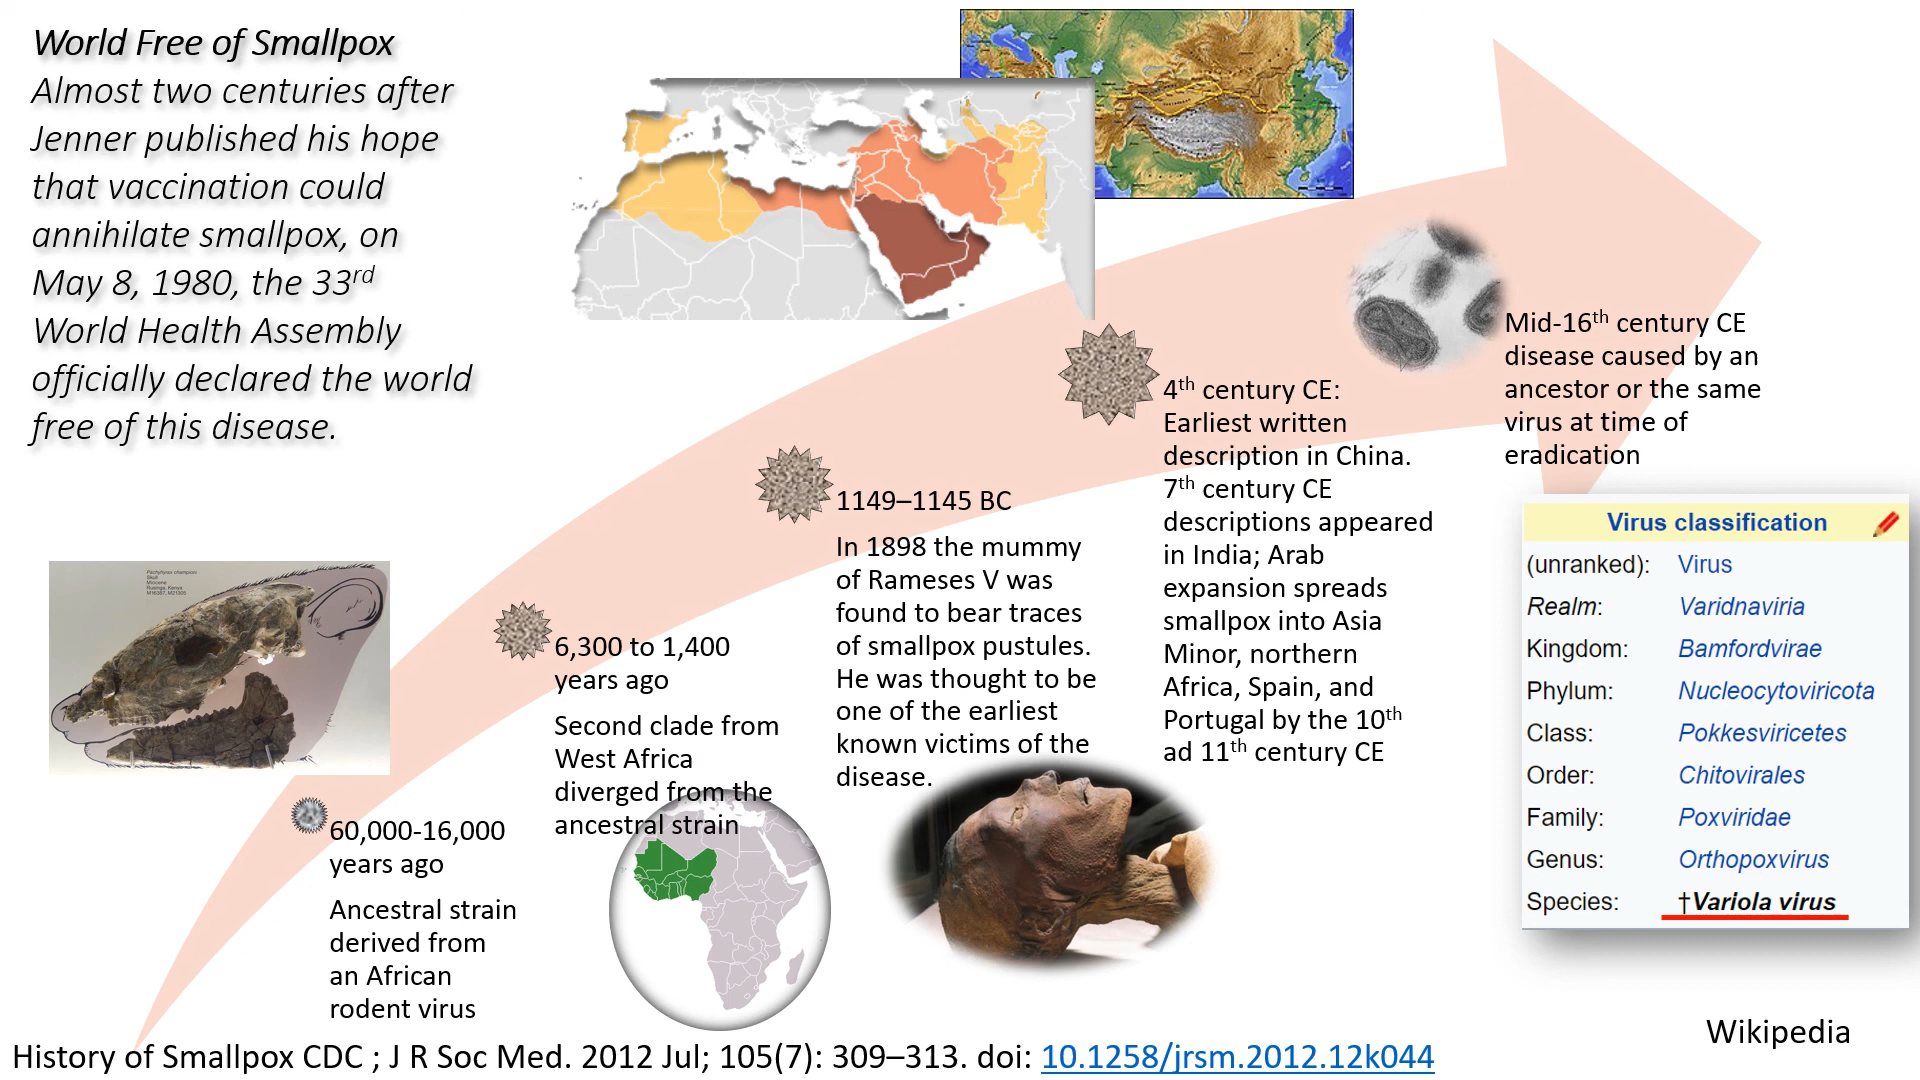 World Free of Smallpox
Almost two centuries after
Jenner published his hope
that vaccination could
annihilate smallpox, on
May 8, 1980, the 33rd
World Health Assembly
officially declared the world
free of this disease.
Pachyhyrax championi
Skull
Miocene
Rusinga, Kenya
60,000-16,000
years ago
Ancestral strain
derived from
an African
rodent virus
6,300 to 1,400
years ago
Second clade from
West Africa
diverged from the
ancestral strain
1149–1145 BC
In 1898 the mummy
of Rameses V was
found to bear traces
of smallpox pustules.
He was thought to be
one of the earliest
known victims of the
disease.
4th century CE:
Earliest written
description in China.
7th century CE
descriptions appeared
in India; Arab
expansion spreads
smallpox into Asia
Minor, northern
Africa, Spain, and
Portugal by the 10th
ad 11th century CE
Mid-16th century CE
disease caused by an
ancestor or the same
virus at time of
eradication
Virus classification
(unranked): Virus
Realm: Varidnaviria
Kingdom: Bamfordvirae
Phylum: Nucleocytoviricota
Class: Pokkesviricetes
Order: Chitovirales
Family: Poxviridae
Genus: Orthopoxvirus
Species: †Variola virus
Wikipedia
History of Smallpox CDC ; J R Soc Med. 2012 Jul; 105(7): 309–313. doi: 10.1258/jrsm.2012.12k044